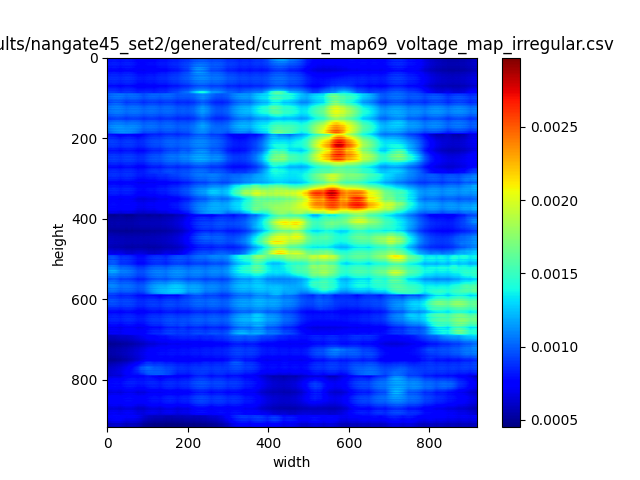 ults/nangate45_set2/generated/current_map69_voltage_map_irregular.csv
0
200
400
600
800
height
0 200 400 600 800
width
0.0025
0.0020
0.0015
0.0010
0.0005